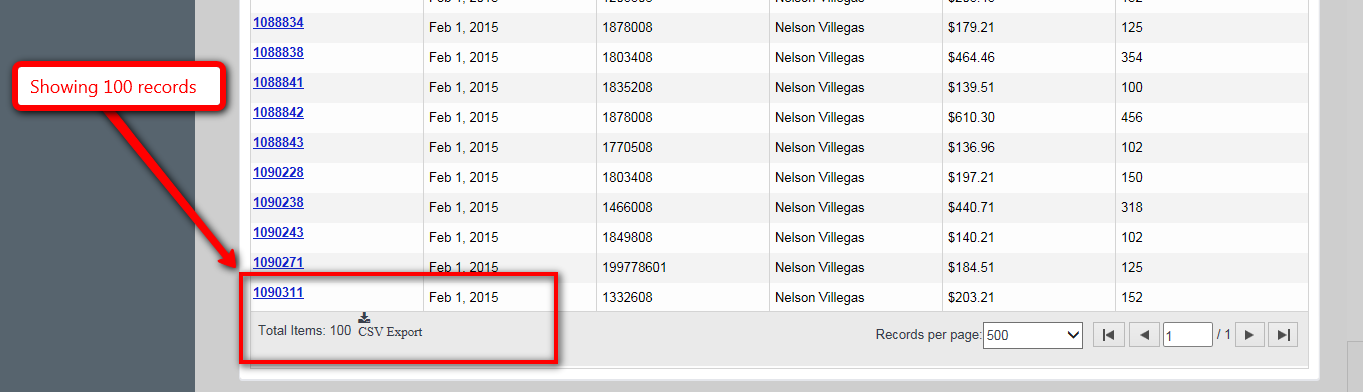 1088834 Feb 1, 2015 1878008 Nelson Villegas $179.21 125
1088838 Feb 1, 2015 1803408 Nelson Villegas $464.46 354
Showing 100 records
1088841 Feb 1, 2015 1835208 Nelson Villegas $139.51 100
1088842 Feb 1, 2015 1878008 Nelson Villegas $610.30 456
1088843 Feb 1, 2015 1770508 Nelson Villegas $136.96 102
1090228 Feb 1, 2015 1803408 Nelson Villegas $197.21 150
1090238 Feb 1, 2015 1466008 Nelson Villegas $440.71 318
1090243 Feb 1, 2015 1849808 Nelson Villegas $140.21 102
1090271 Feb 1, 2015 199778601 Nelson Villegas $184.51 125
1090311 Feb 1, 2015 1332608 Nelson Villegas $203.21 152
Total Items: 100 CSV Export Records per page: 500 1 / 1